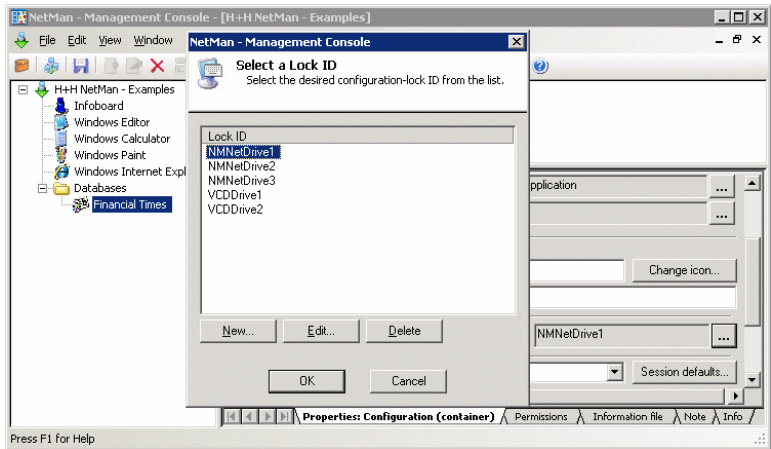 NetMan - Management Console - [H+H NetMan - Examples]
File Edit View Window
H+H NetMan - Examples
Infoboard
Windows Editor
Windows Calculator
Windows Paint
Windows Internet Expl
Databases
Financial Times
NetMan - Management Console
Select a Lock ID
Select the desired configuration-lock ID from the list.
Lock ID
NMNetDrive1
NMNetDrive2
NMNetDrive3
VCDDrive1
VCDDrive2
New... Edit... Delete
OK Cancel
pplication ...
...
Change icon...
NMNetDrive1 ...
Session defaults...
Properties: Configuration (container) Permissions Information file Note Info
Press F1 for Help